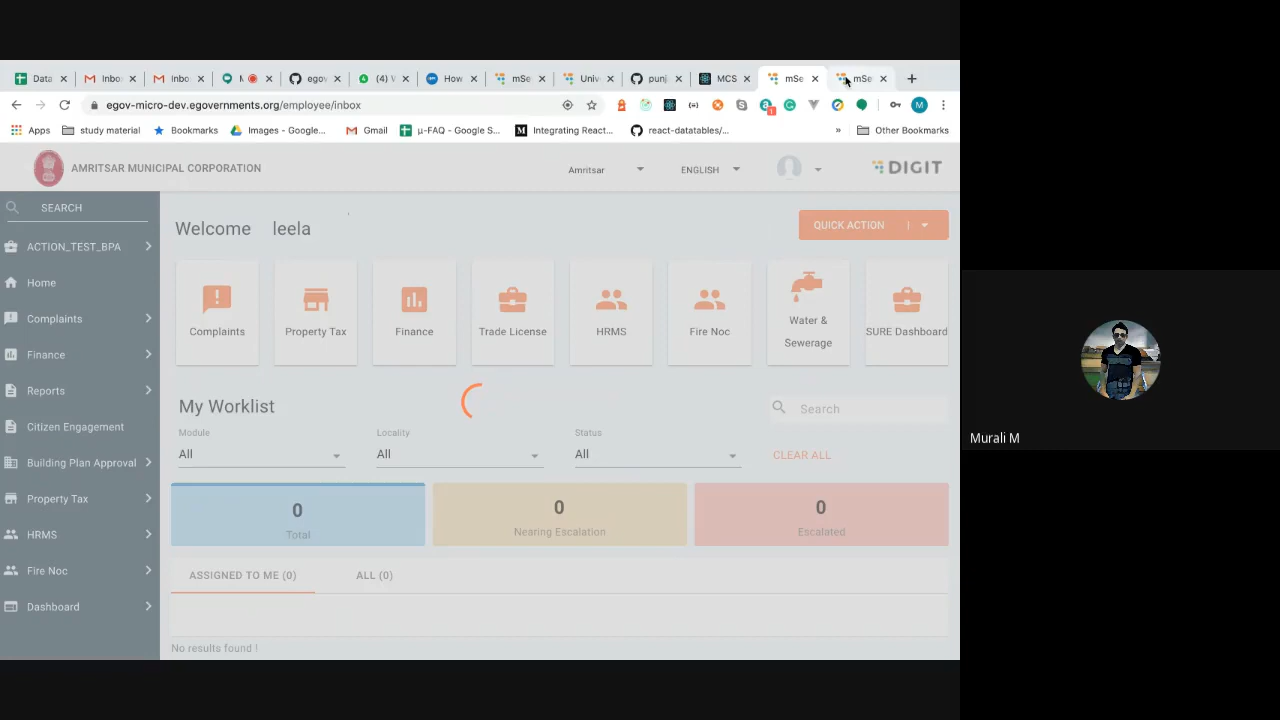 Data
Inbo
Inbo
M
egov
(4) W
How
mSe
Univ
punj
MCS
mSe
mSe
egov-micro-dev.egovernments.org/employee/inbox
M
Apps
study material
Bookmarks
Images - Google...
Gmail
μ-FAQ - Google S...
Integrating React...
react-datatables/...
»
Other Bookmarks
AMRITSAR MUNICIPAL CORPORATION
Amritsar
ENGLISH
DIGIT
SEARCH
ACTION_TEST_BPA
Home
Complaints
Finance
Reports
Citizen Engagement
Building Plan Approval
Property Tax
HRMS
Fire Noc
Dashboard
Welcome leela
QUICK ACTION
Complaints
Property Tax
Finance
Trade License
HRMS
Fire Noc
Water &
Sewerage
SURE Dashboard
My Worklist
Search
Module
All
Locality
All
Status
All
CLEAR ALL
0
Total
0
Nearing Escalation
0
Escalated
ASSIGNED TO ME (0)
ALL (0)
No results found !
Murali M